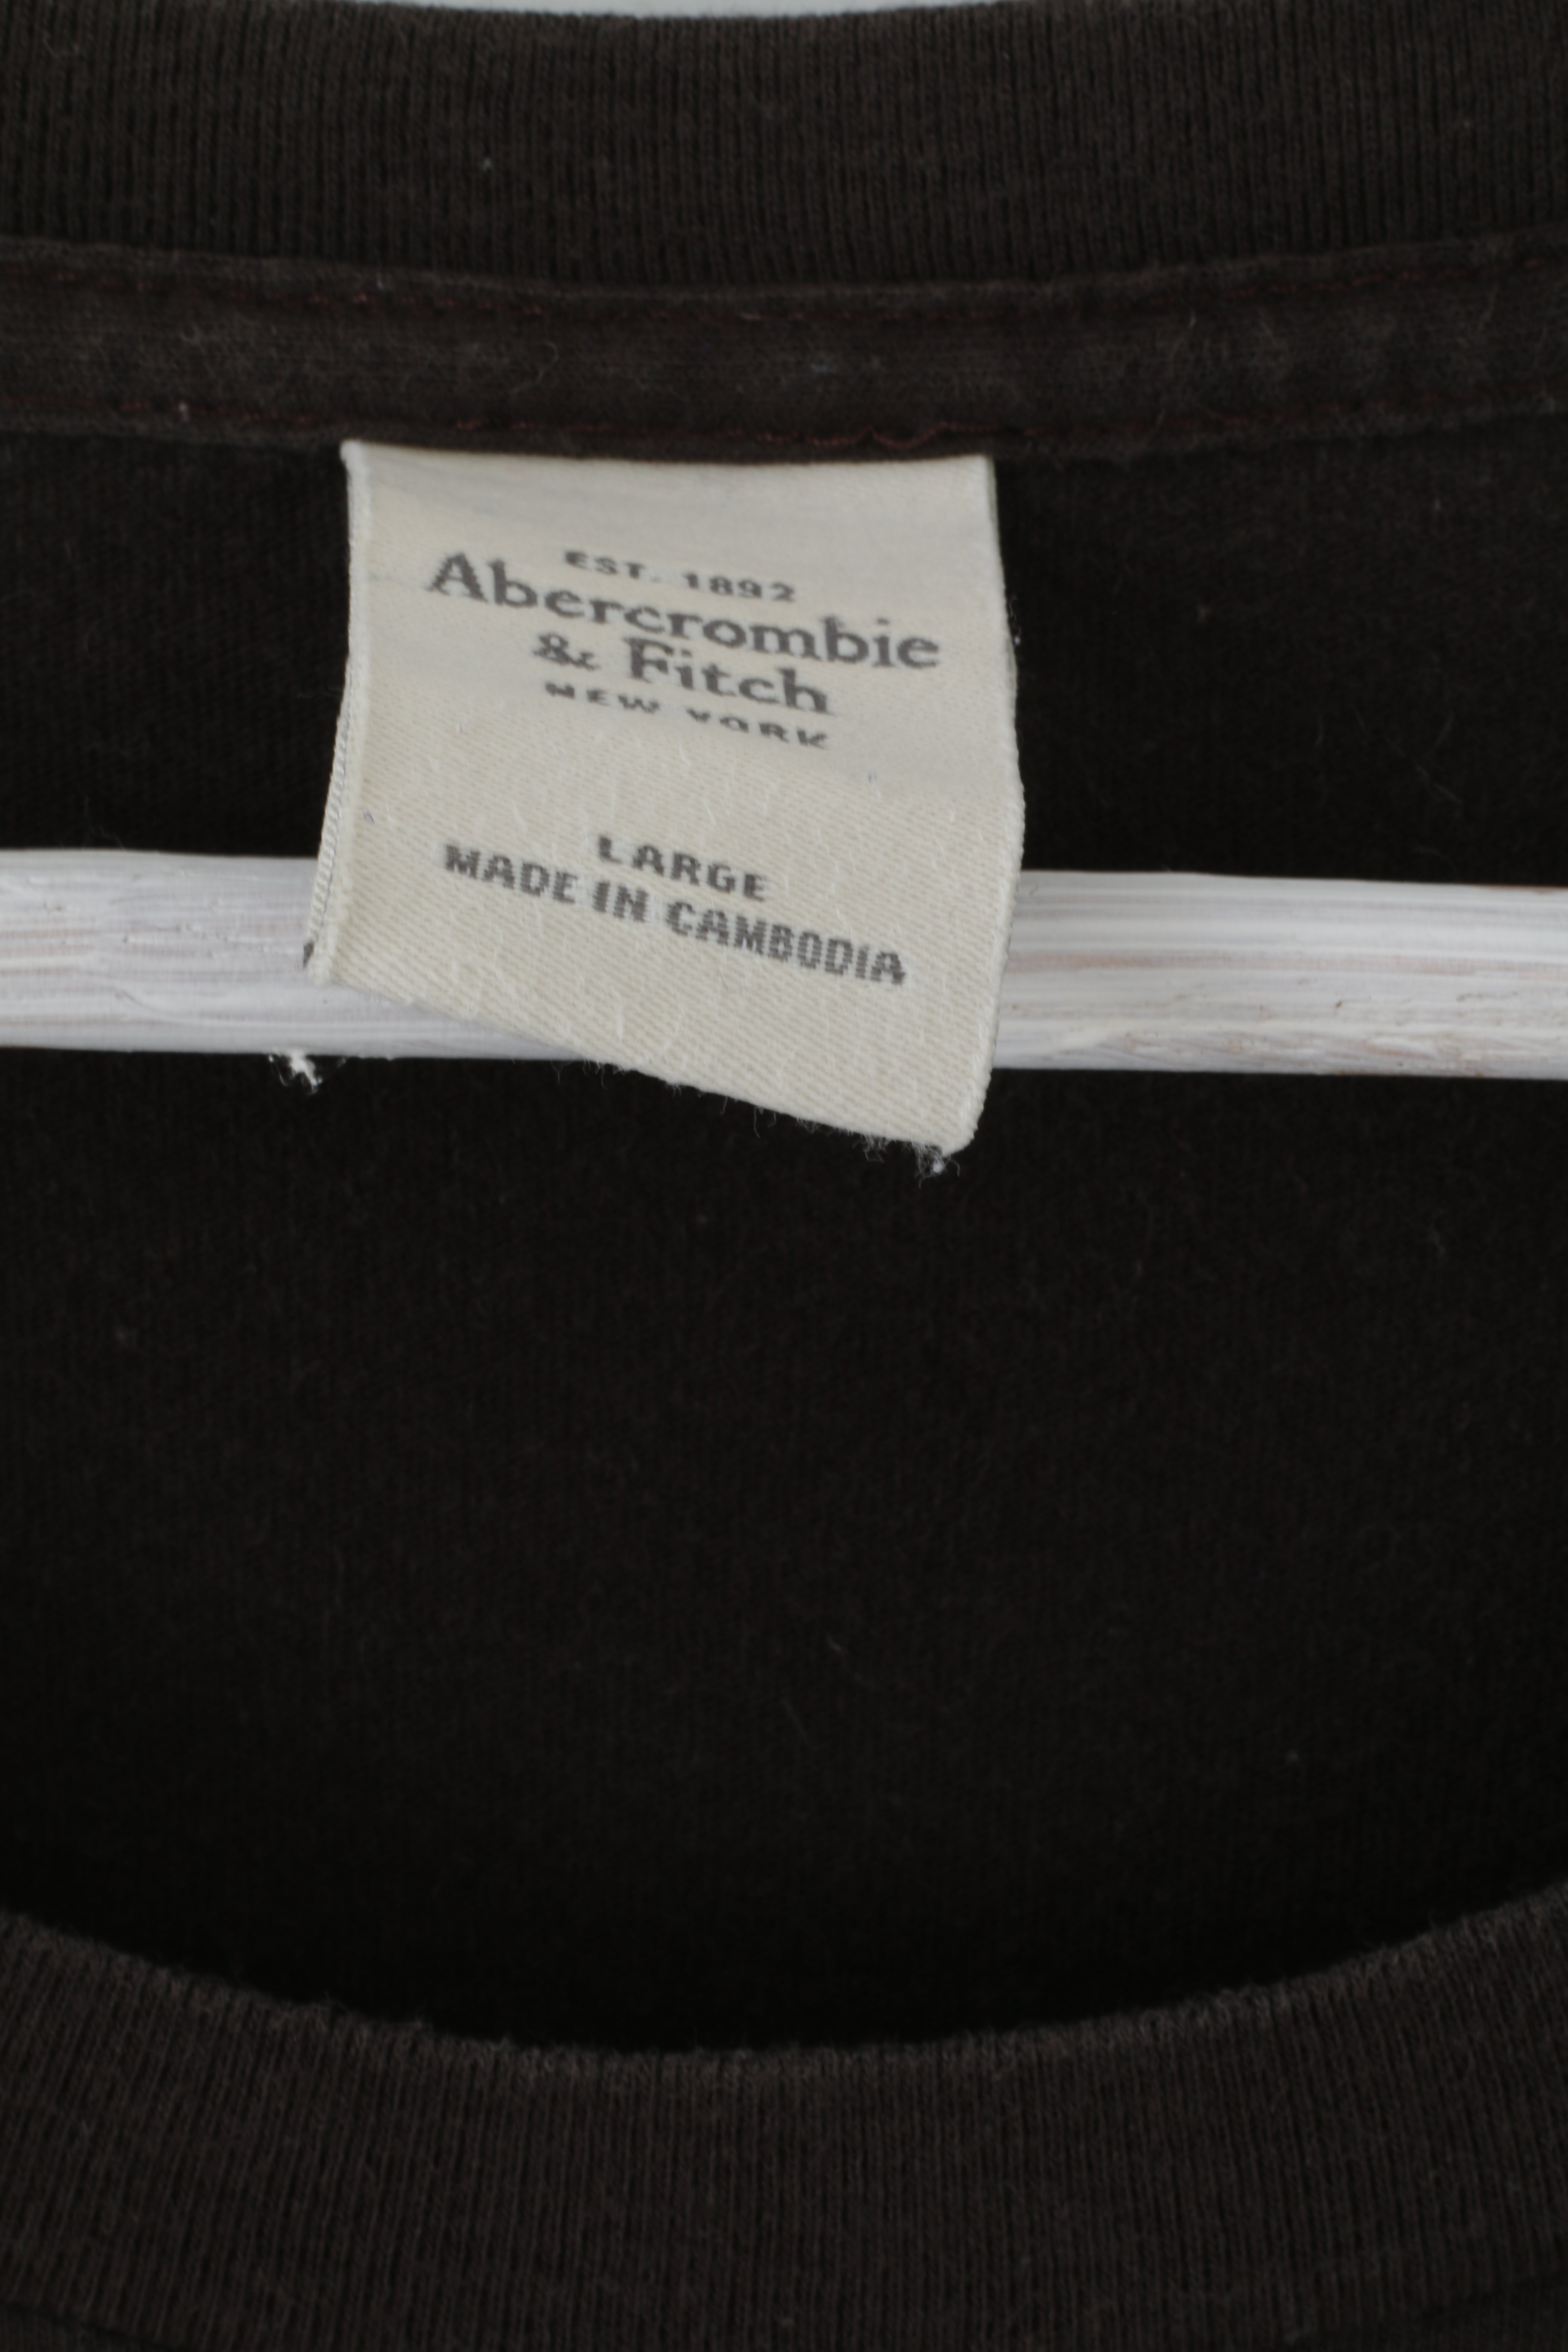 EST. 1892
Abercrombie
& Fitch
NEW YORK
LARGE
MADE IN CAMBODIA